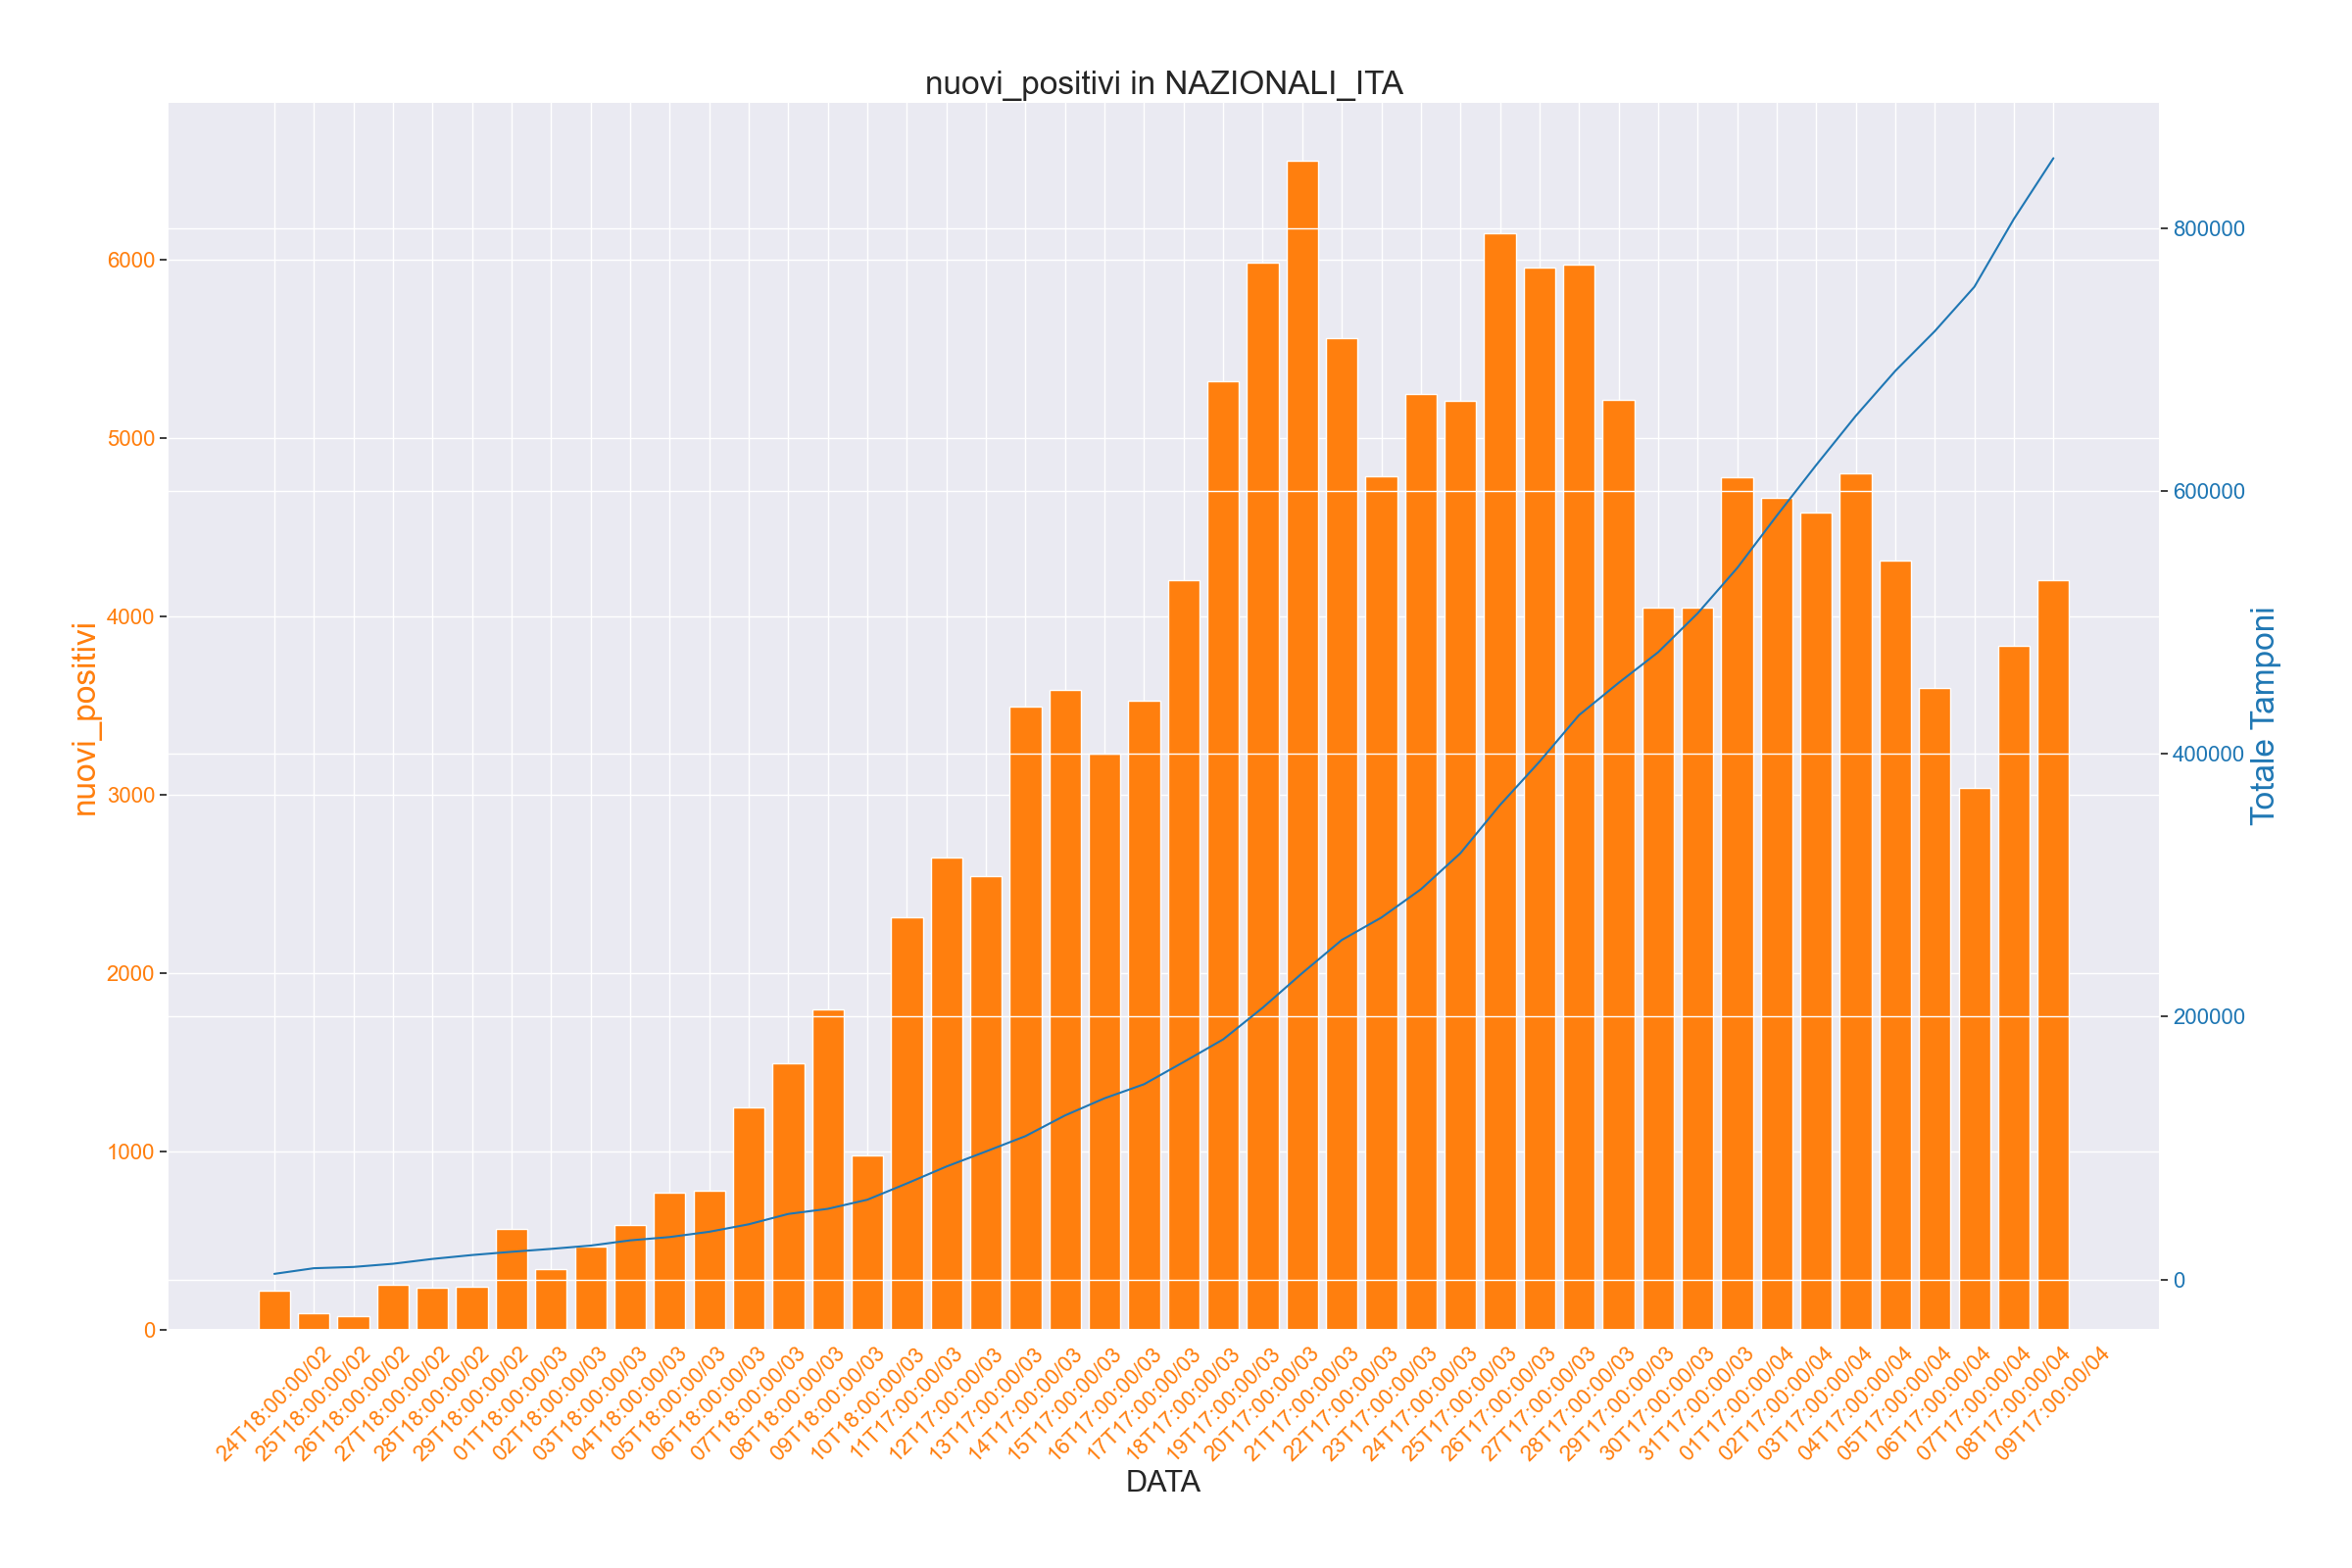 nuovi_positivi in NAZIONALI_ITA
nuovi_positivi
6000
5000
4000
3000
2000
1000
0
Totale Tamponi
800000
600000
400000
200000
0
24T18:00:00/02
25T18:00:00/02
26T18:00:00/02
27T18:00:00/02
28T18:00:00/02
29T18:00:00/02
01T18:00:00/03
02T18:00:00/03
03T18:00:00/03
04T18:00:00/03
05T18:00:00/03
06T18:00:00/03
07T18:00:00/03
08T18:00:00/03
09T18:00:00/03
10T18:00:00/03
11T17:00:00/03
12T17:00:00/03
13T17:00:00/03
14T17:00:00/03
15T17:00:00/03
16T17:00:00/03
17T17:00:00/03
18T17:00:00/03
19T17:00:00/03
20T17:00:00/03
21T17:00:00/03
22T17:00:00/03
23T17:00:00/03
24T17:00:00/03
25T17:00:00/03
26T17:00:00/03
27T17:00:00/03
28T17:00:00/03
29T17:00:00/03
30T17:00:00/03
31T17:00:00/03
01T17:00:00/04
02T17:00:00/04
03T17:00:00/04
04T17:00:00/04
05T17:00:00/04
06T17:00:00/04
07T17:00:00/04
08T17:00:00/04
09T17:00:00/04
DATA